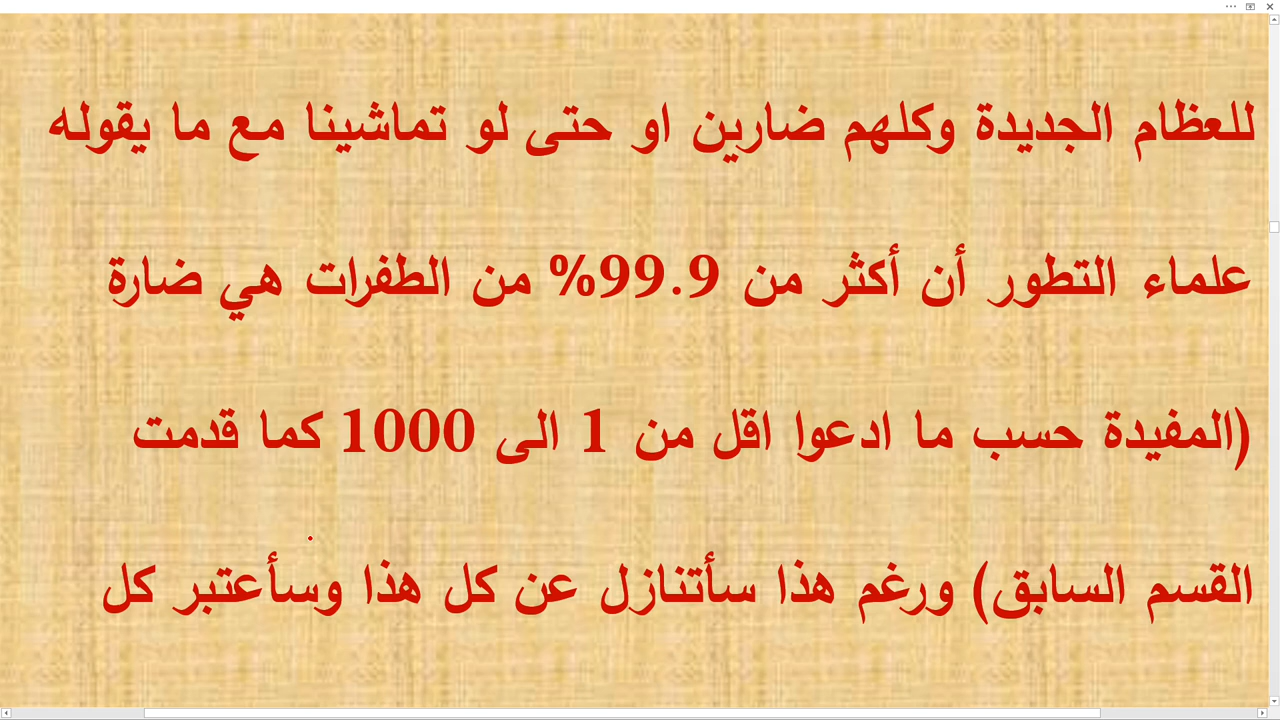 للعظام الجديدة وكلهم ضارين او حتى لو تماشينا مع ما يقوله
علماء التطور أن أكثر من 99.9% من الطفرات هي ضارة
(المفيدة حسب ما ادعوا اقل من 1 الى 1000 كما قدمت
القسم السابق) ورغم هذا سأتنازل عن كل هذا وسأعتبر كل